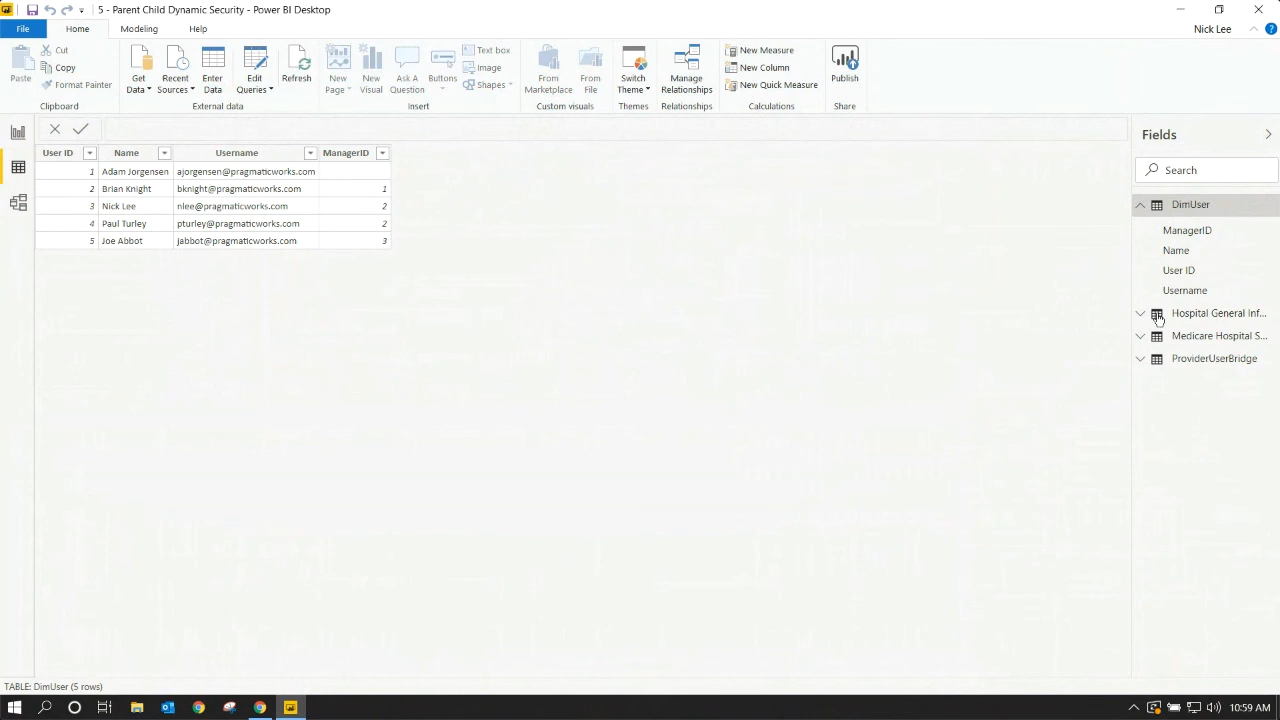 5 - Parent Child Dynamic Security - Power BI Desktop
File Home Modeling Help Nick Lee
Paste Cut Copy Format Painter
Clipboard
Get Data Recent Sources Enter Data Edit Queries Refresh
External data
New Page New Visual Ask A Question Buttons Text box Image Shapes
Insert
From Marketplace From File
Custom visuals
Switch Theme
Themes
Manage Relationships
Relationships
New Measure
New Column
New Quick Measure
Calculations
Publish
Share
User ID Name Username ManagerID
1 Adam Jorgensen ajorgensen@pragmaticworks.com
2 Brian Knight bknight@pragmaticworks.com 1
3 Nick Lee nlee@pragmaticworks.com 2
4 Paul Turley pturley@pragmaticworks.com 2
5 Joe Abbot jabbot@pragmaticworks.com 3
Fields
Search
DimUser
ManagerID
Name
User ID
Username
Hospital General Inf...
Medicare Hospital S...
ProviderUserBridge
TABLE: DimUser (5 rows)
10:59 AM